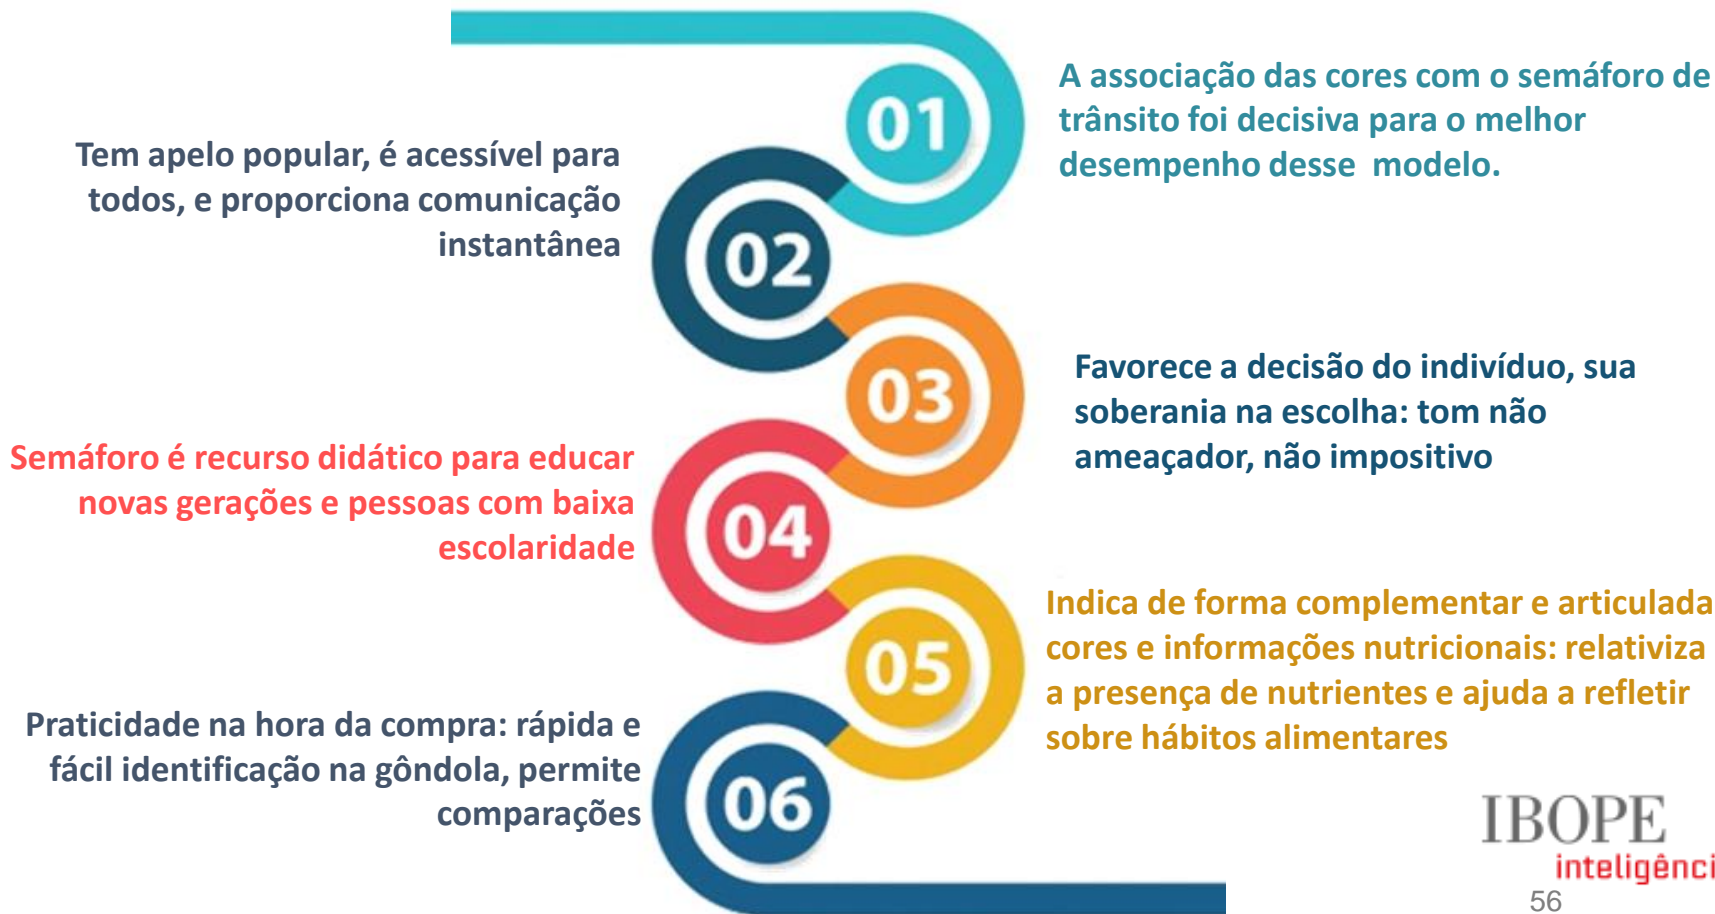 01
A associação das cores com o semáforo de
trânsito foi decisiva para o melhor
desempenho desse modelo.
Tem apelo popular, é acessível para
todos, e proporciona comunicação
instantânea
02
03
Favorece a decisão do indivíduo, sua
soberania na escolha: tom não
ameaçador, não impositivo
Semáforo é recurso didático para educar
novas gerações e pessoas com baixa
escolaridade
04
05
Indica de forma complementar e articulada
cores e informações nutricionais: relativiza
a presença de nutrientes e ajuda a refletir
sobre hábitos alimentares
Praticidade na hora da compra: rápida e
fácil identificação na gôndola, permite
comparações
06
IBOPE
inteligênci
56